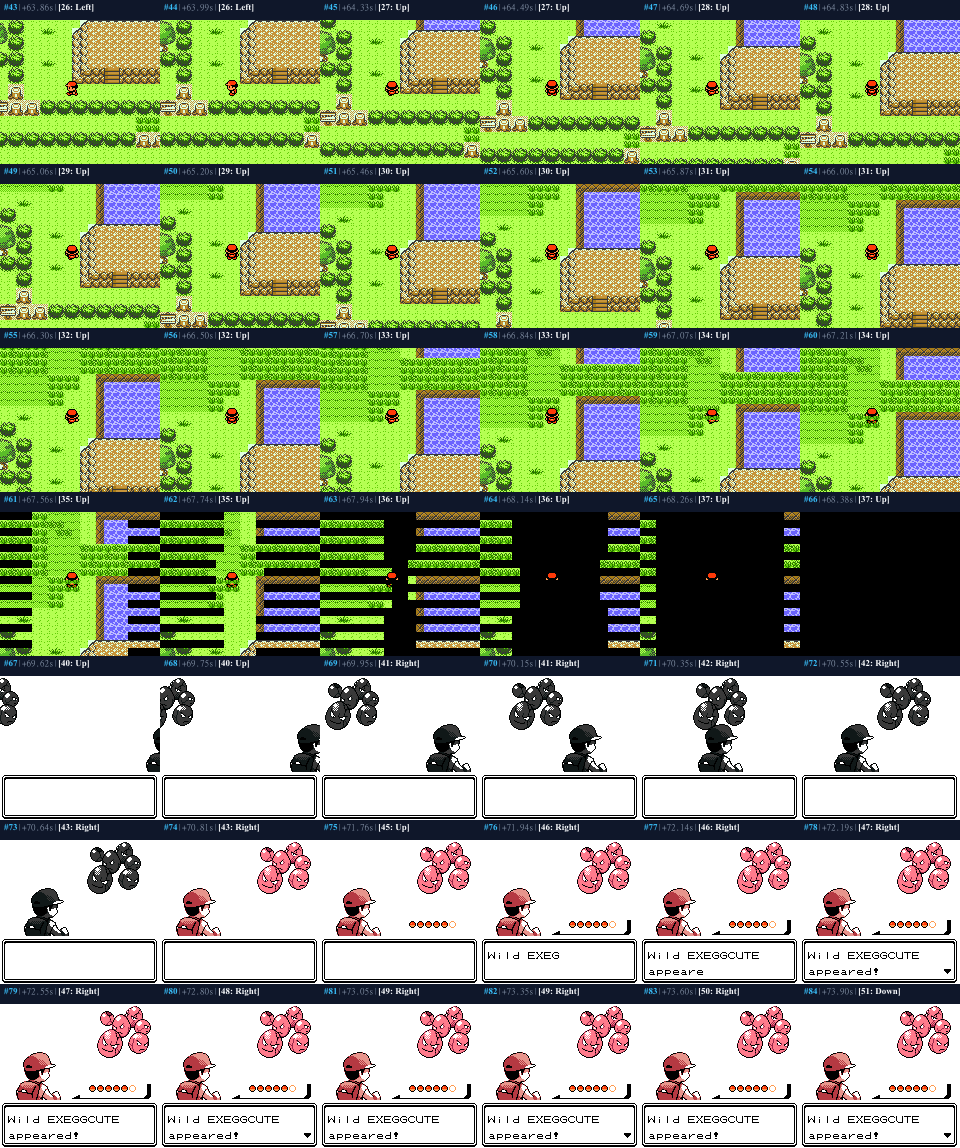 #43|+63.86s| [26: Left]
#44|+63.99s| [26: Left]
#45|+64.33s| [27: Up]
#46|+64.49s| [27: Up]
#47|+64.69s| [28: Up]
#48|+64.83s| [28: Up]
#49|+65.06s| [29: Up]
#50|+65.20s| [29: Up]
#51|+65.46s| [30: Up]
#52|+65.60s| [30: Up]
#53|+65.87s| [31: Up]
#54|+66.00s| [31: Up]
#55|+66.30s| [32: Up]
#56|+66.50s| [32: Up]
#57|+66.70s| [33: Up]
#58|+66.84s| [33: Up]
#59|+67.07s| [34: Up]
#60|+67.21s| [34: Up]
#61|+67.56s| [35: Up]
#62|+67.74s| [35: Up]
#63|+67.94s| [36: Up]
#64|+68.14s| [36: Up]
#65|+68.26s| [37: Up]
#66|+68.38s| [37: Up]
#67|+69.62s| [40: Up]
#68|+69.75s| [40: Up]
#69|+69.95s| [41: Right]
#70|+70.15s| [41: Right]
#71|+70.35s| [42: Right]
#72|+70.55s| [42: Right]
#73|+70.64s| [43: Right]
#74|+70.81s| [43: Right]
#75|+71.76s| [45: Up]
#76|+71.94s| [46: Right]
#77|+72.14s| [46: Right]
#78|+72.19s| [47: Right]
Wild EXEG
Wild EXEGGCUTE
appeare
Wild EXEGGCUTE
appeared!
#79|+72.55s| [47: Right]
#80|+72.80s| [48: Right]
#81|+73.05s| [49: Right]
#82|+73.35s| [49: Right]
#83|+73.60s| [50: Right]
#84|+73.90s| [51: Down]
Wild EXEGGCUTE
appeared!
Wild EXEGGCUTE
appeared!
Wild EXEGGCUTE
appeared!
Wild EXEGGCUTE
appeared!
Wild EXEGGCUTE
appeared!
Wild EXEGGCUTE
appeared!